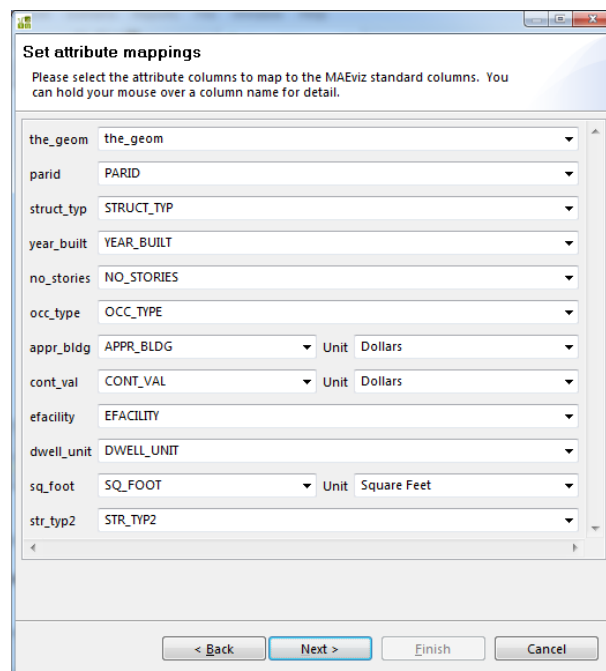 Set attribute mappings
Please select the attribute columns to map to the MAEviz standard columns. You
can hold your mouse over a column name for detail.
the_geom the_geom
parid PARID
struct_typ STRUCT_TYP
year_built YEAR_BUILT
no_stories NO_STORIES
occ_type OCC_TYPE
appr_bldg APPR_BLDG Unit Dollars
cont_val CONT_VAL Unit Dollars
efacility EFACILITY
dwell_unit DWELL_UNIT
sq_foot SQ_FOOT Unit Square Feet
str_typ2 STR_TYP2
< Back Next > Finish Cancel